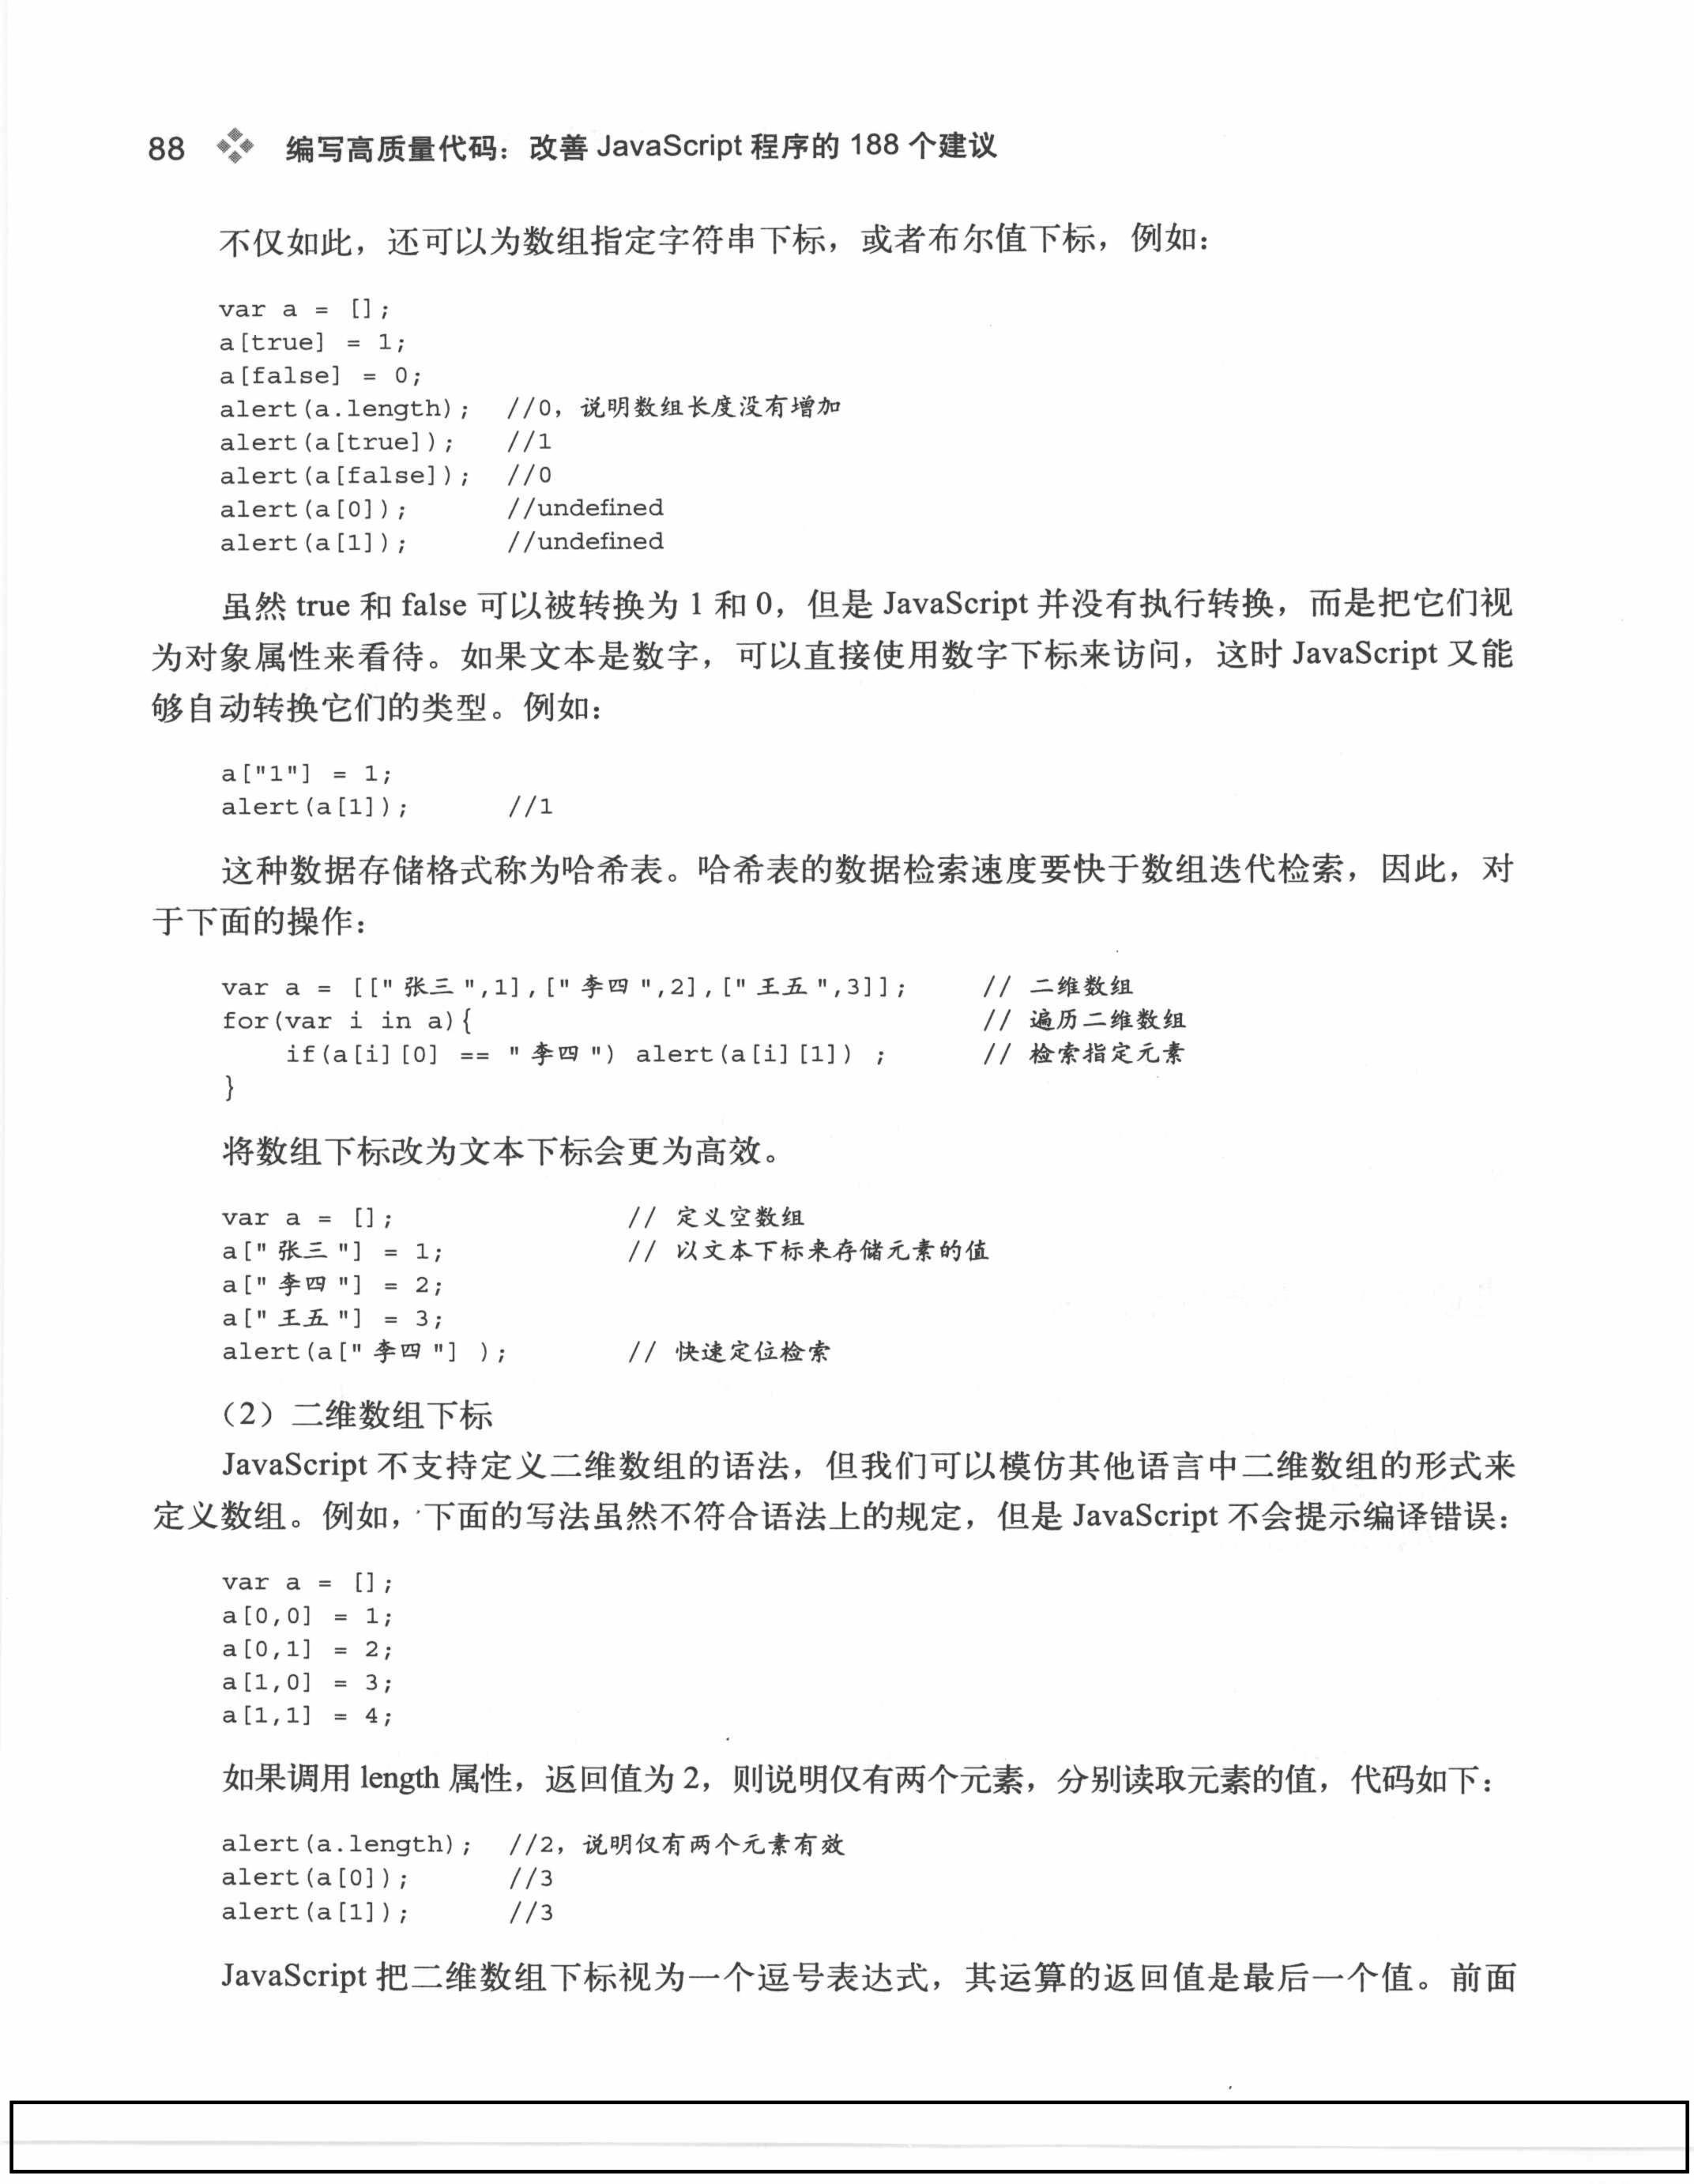 88 编写高质量代码：改善 JavaScript 程序的 188 个建议
不仅如此，还可以为数组指定字符串下标，或者布尔值下标，例如：
var a = [];
a[true] = 1;
a[false] = 0;
alert(a.length); //0，说明数组长度没有增加
alert(a[true]); //1
alert(a[false]); //0
alert(a[0]); //undefined
alert(a[1]); //undefined
虽然 true 和 false 可以被转换为 1 和 0，但是 JavaScript 并没有执行转换，而是把它们视
为对象属性来看待。如果文本是数字，可以直接使用数字下标来访问，这时 JavaScript 又能
够自动转换它们的类型。例如：
a["1"] = 1;
alert(a[1]); //1
这种数据存储格式称为哈希表。哈希表的数据检索速度要快于数组迭代检索，因此，对
于下面的操作：
var a = [["张三",1],["李四",2],["王五",3]]; // 二维数组
for(var i in a){ // 遍历二维数组
if(a[i][0] == "李四") alert(a[i][1]) ; // 检索指定元素
}
将数组下标改为文本下标会更为高效。
var a = []; // 定义空数组
a["张三"] = 1; // 以文本下标来存储元素的值
a["李四"] = 2;
a["王五"] = 3;
alert(a["李四"] ); // 快速定位检索
（2）二维数组下标
JavaScript 不支持定义二维数组的语法，但我们可以模仿其他语言中二维数组的形式来
定义数组。例如，下面的写法虽然不符合语法上的规定，但是 JavaScript 不会提示编译错误：
var a = [];
a[0,0] = 1;
a[0,1] = 2;
a[1,0] = 3;
a[1,1] = 4;
如果调用 length 属性，返回值为 2，则说明仅有两个元素，分别读取元素的值，代码如下：
alert(a.length); //2，说明仅有两个元素有效
alert(a[0]); //3
alert(a[1]); //3
JavaScript 把二维数组下标视为一个逗号表达式，其运算的返回值是最后一个值。前面